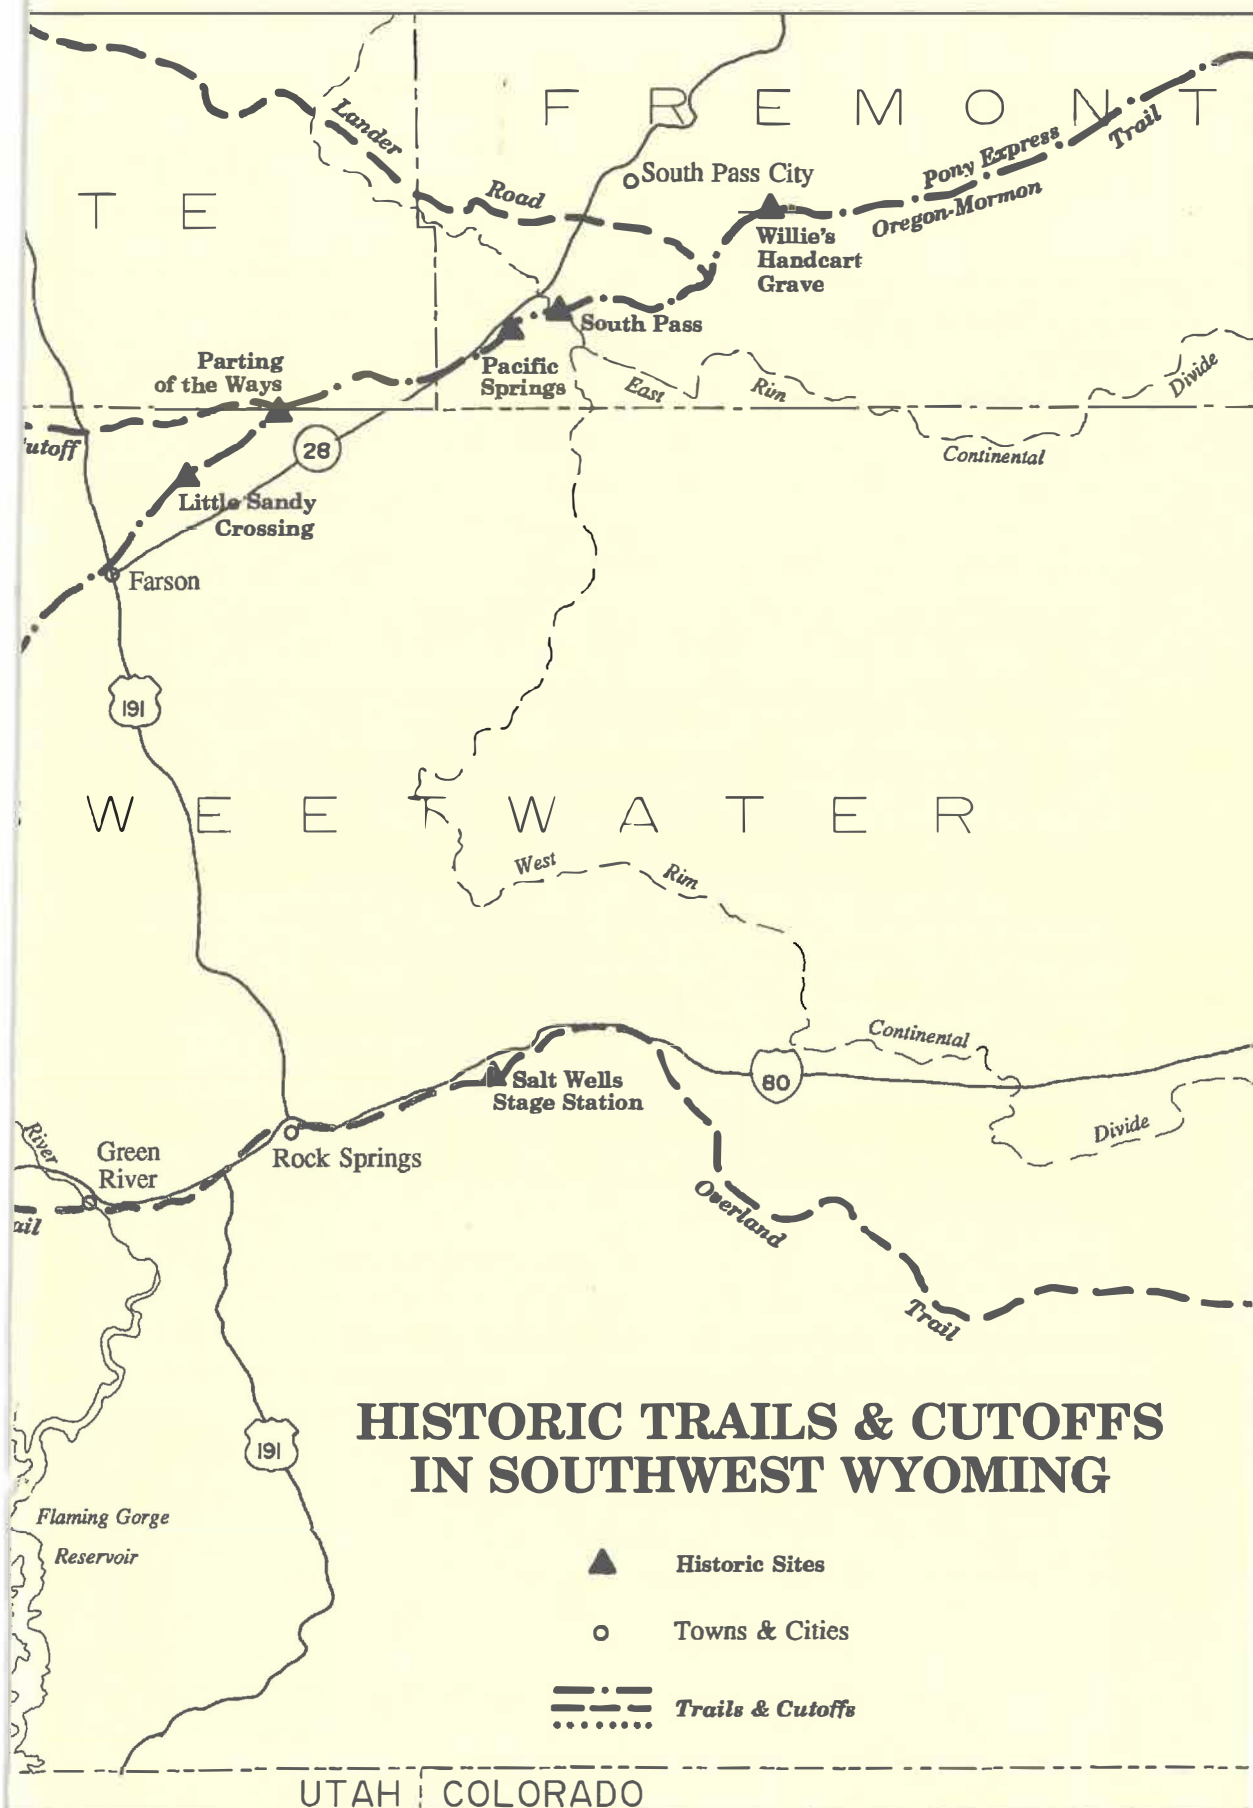 FREMONT
Lander
Road
South Pass City
Pony Express
Trail
Oregon-Mormon
TE
Willie's
Handcart
Grave
South Pass
Pacific
Springs
Parting
of the Ways
East
Rim
Divide
Continental
utoff
28
Little Sandy
Crossing
Farson
191
WEETWATER
West
Rim
Continental
80
Divide
Salt Wells
Stage Station
Rock Springs
River
Green
River
ail
Overland
Trail
HISTORIC TRAILS & CUTOFFS
IN SOUTHWEST WYOMING
191
Flaming Gorge
Reservoir
Historic Sites
Towns & Cities
Trails & Cutoffs
UTAH COLORADO